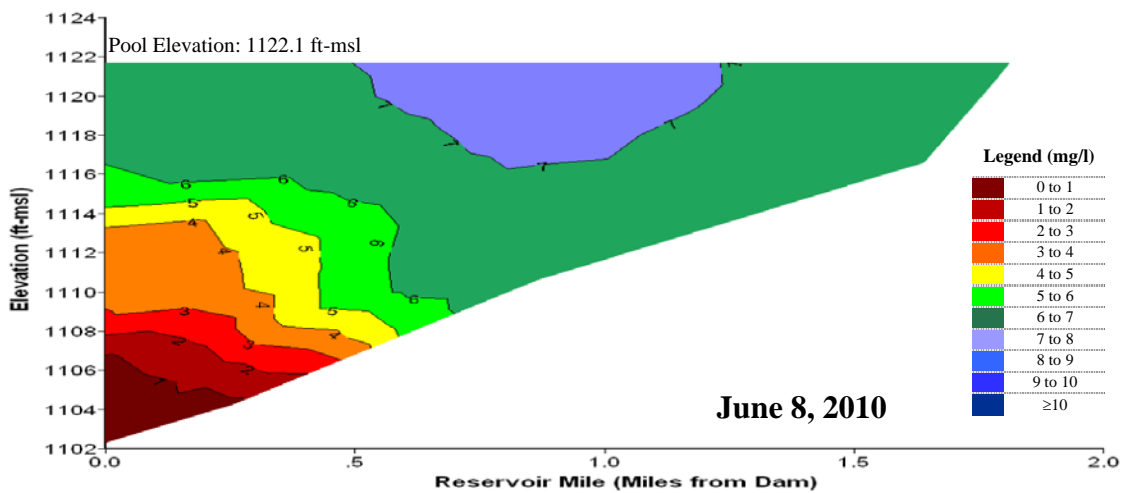 1124
Pool Elevation: 1122.1 ft-msl
1122
1120
1118
1116
1114
1112
1110
1108
1106
1104
1102
Elevation (ft-msl)
7
7
7
7
7
6
6
6
6
6
5
5
5
5
4
4
4
4
3
3
2
2
1
Legend (mg/l)
0 to 1
1 to 2
2 to 3
3 to 4
4 to 5
5 to 6
6 to 7
7 to 8
8 to 9
9 to 10
≥10
June 8, 2010
0.0 .5 1.0 1.5 2.0
Reservoir Mile (Miles from Dam)